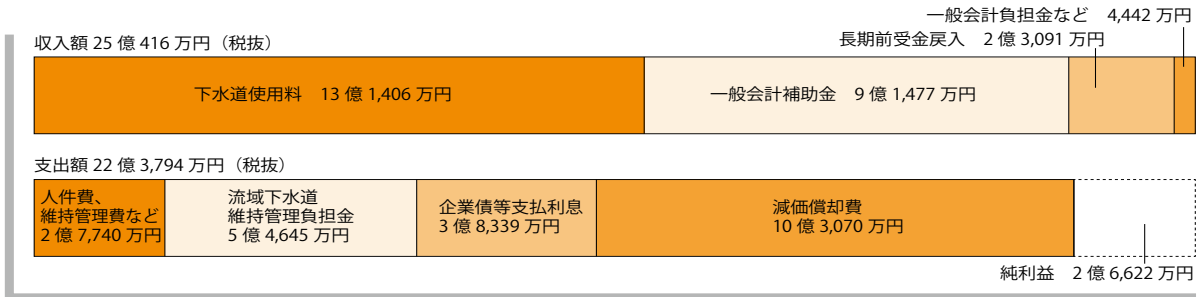 一般会計負担金など 4,442 万円
収入額 25 億 416 万円（税抜）
長期前受金戻入 2 億 3,091 万円
下水道使用料 13 億 1,406 万円
一般会計補助金 9 億 1,477 万円
支出額 22 億 3,794 万円（税抜）
人件費、
維持管理費など
2 億 7,740 万円
流域下水道
維持管理負担金
5 億 4,645 万円
企業債等支払利息
3 億 8,339 万円
減価償却費
10 億 3,070 万円
純利益 2 億 6,622 万円